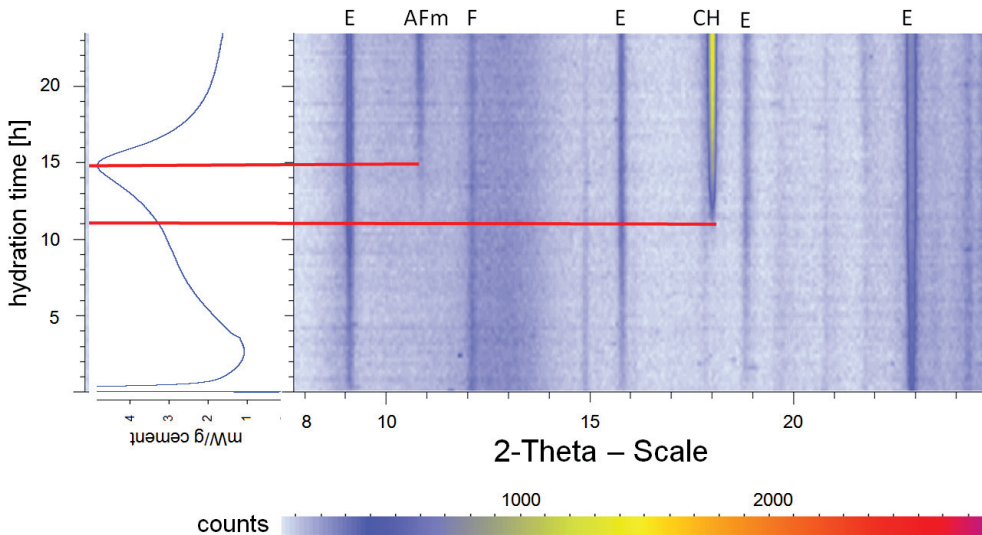 E AFm F E CH E E
hydration time [h]
20
15
10
5
4 3 2 1
mW/g cement
8 10 15 20
2-Theta – Scale
1000 2000
counts